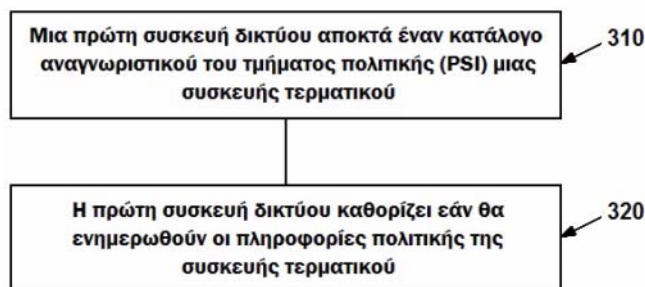 Μια πρώτη συσκευή δικτύου αποκτά έναν κατάλογο
αναγνωριστικού του τμήματος πολιτικής (PSI) μιας
συσκευής τερματικού
310
Η πρώτη συσκευή δικτύου καθορίζει εάν θα
ενημερωθούν οι πληροφορίες πολιτικής της
συσκευής τερματικού
320